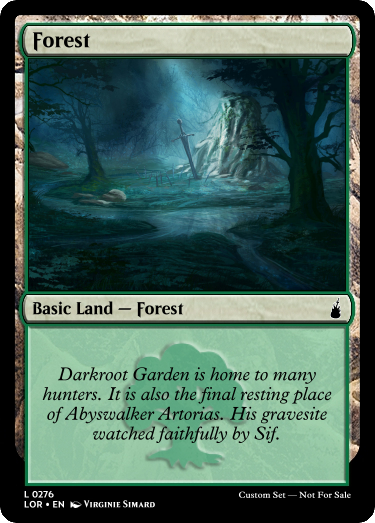 Forest
Basic Land — Forest
Darkroot Garden is home to many
hunters. It is also the final resting place
of Abyswalker Artorias. His gravesite
watched faithfully by Sif.
L 0276
LOR • EN Virginie Simard
Custom Set — Not For Sale